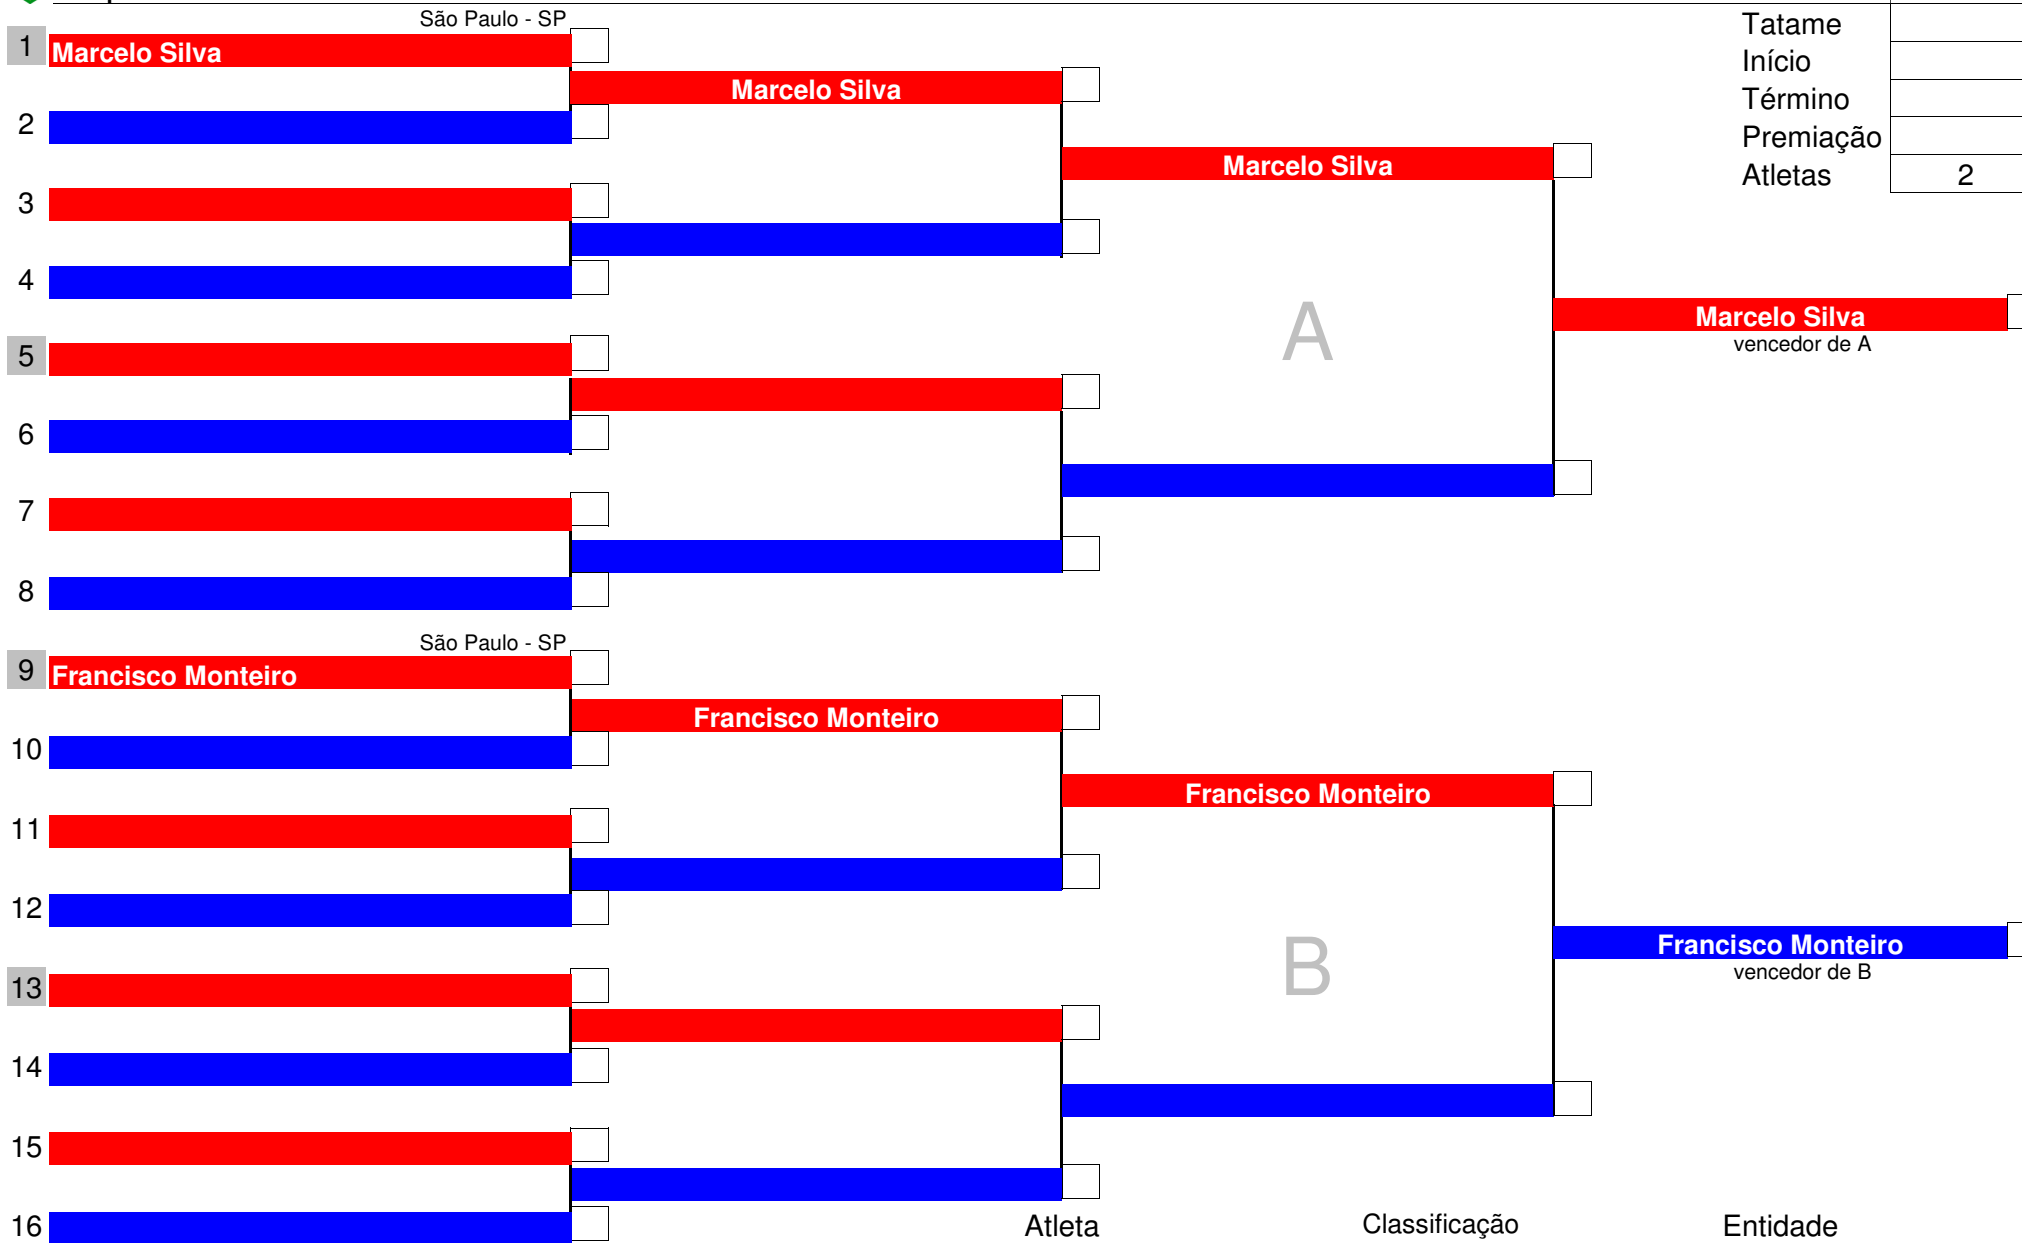 São Paulo - SP
Tatame
1 Marcelo Silva
Início
Marcelo Silva
Término
2
Premiação
Marcelo Silva
Atletas 2
3
4
Marcelo Silva
A
vencedor de A
5
6
7
8
São Paulo - SP
9 Francisco Monteiro
Francisco Monteiro
10
Francisco Monteiro
11
12
Francisco Monteiro
B
vencedor de B
13
14
15
16
Atleta Classificação Entidade